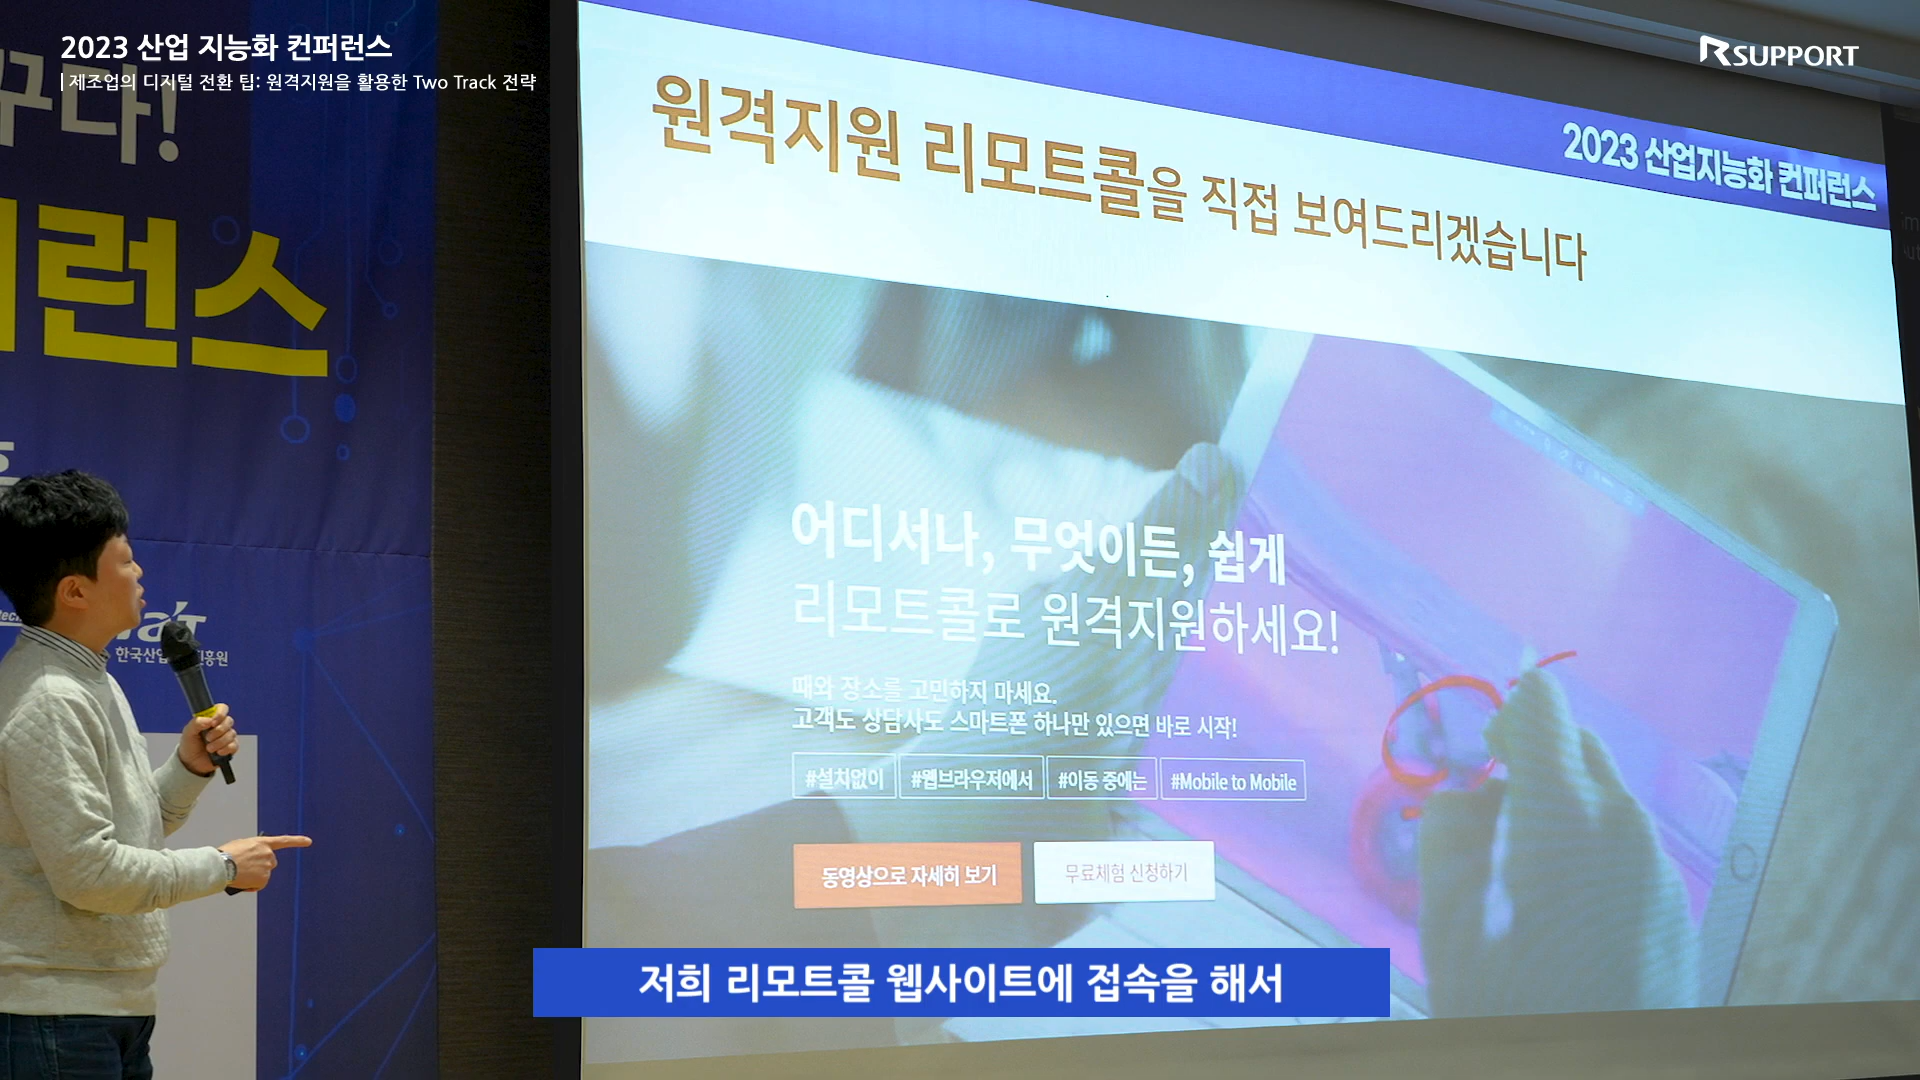 2023 산업 지능화 컨퍼런스
제조업의 디지털 전환 팁: 원격지원을 활용한 Two Track 전략
RSUPPORT
꾸다!
런스
2023 산업지능화 컨퍼런스
원격지원 리모트콜을 직접 보여드리겠습니다
어디서나, 무엇이든, 쉽게
리모트콜로 원격지원하세요!
때와 장소를 고민하지 마세요.
고객도 상담사도 스마트폰 하나만 있으면 바로 시작!
#설치없이 #웹브라우저에서 #이동 중에는 #Mobile to Mobile
동영상으로 자세히 보기 무료체험 신청하기
저희 리모트콜 웹사이트에 접속을 해서